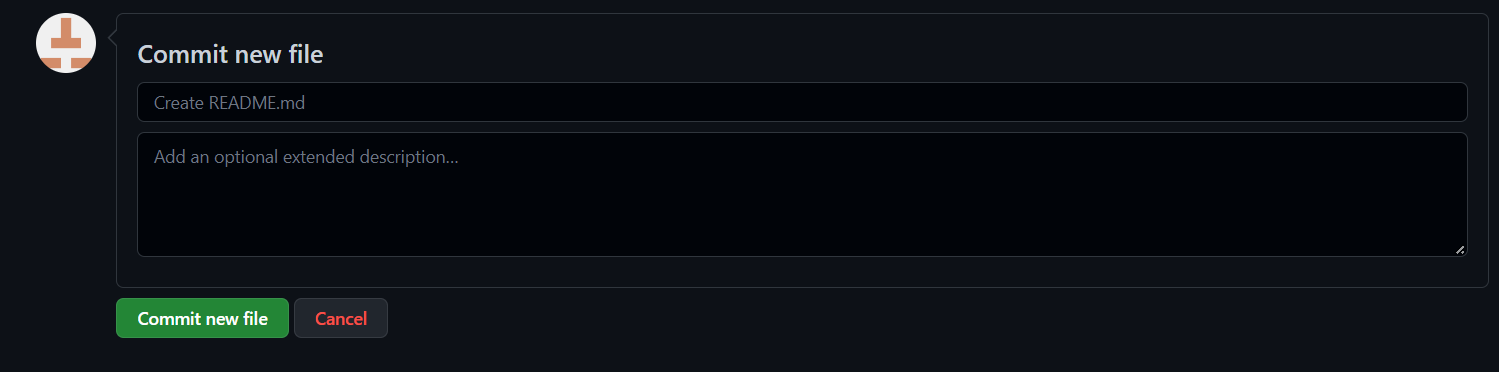 Commit new file
Create README.md
Add an optional extended description...
Commit new file
Cancel